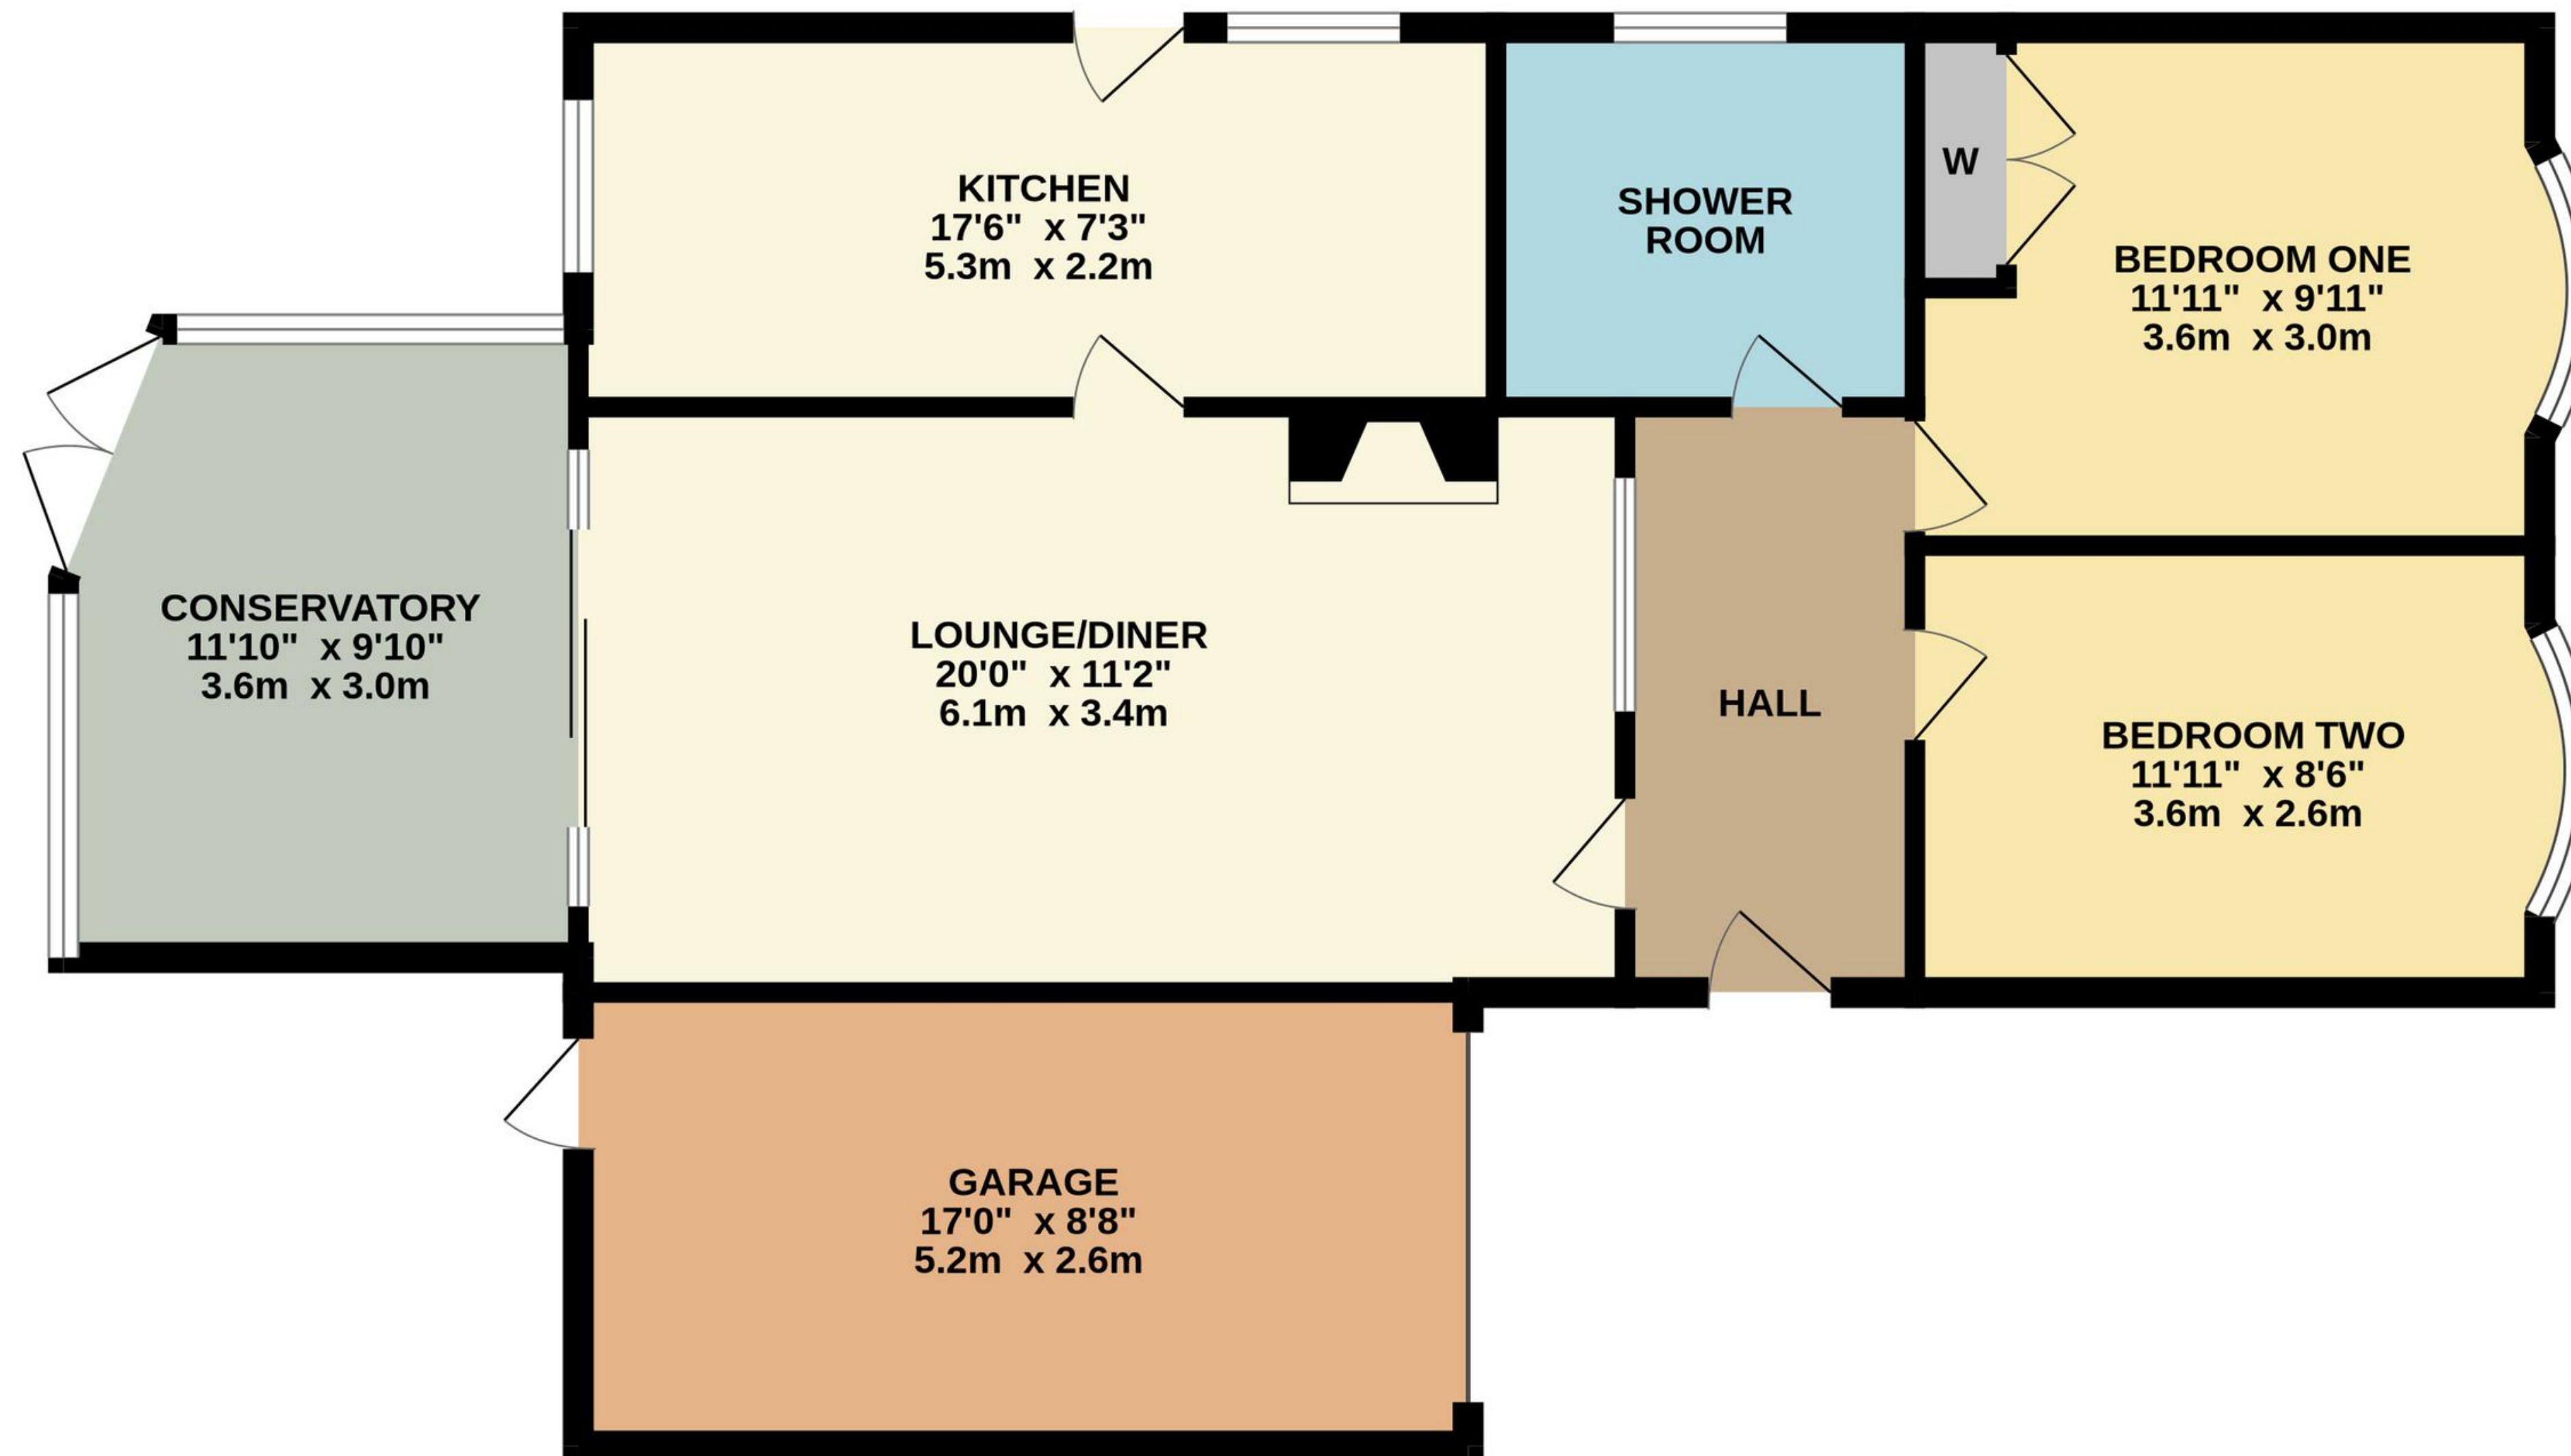 KITCHEN
17'6" x 7'3"
5.3m x 2.2m
SHOWER
ROOM
W
BEDROOM ONE
11'11" x 9'11"
3.6m x 3.0m
CONSERVATORY
11'10" x 9'10"
3.6m x 3.0m
LOUNGE/DINER
20'0" x 11'2"
6.1m x 3.4m
HALL
BEDROOM TWO
11'11" x 8'6"
3.6m x 2.6m
GARAGE
17'0" x 8'8"
5.2m x 2.6m